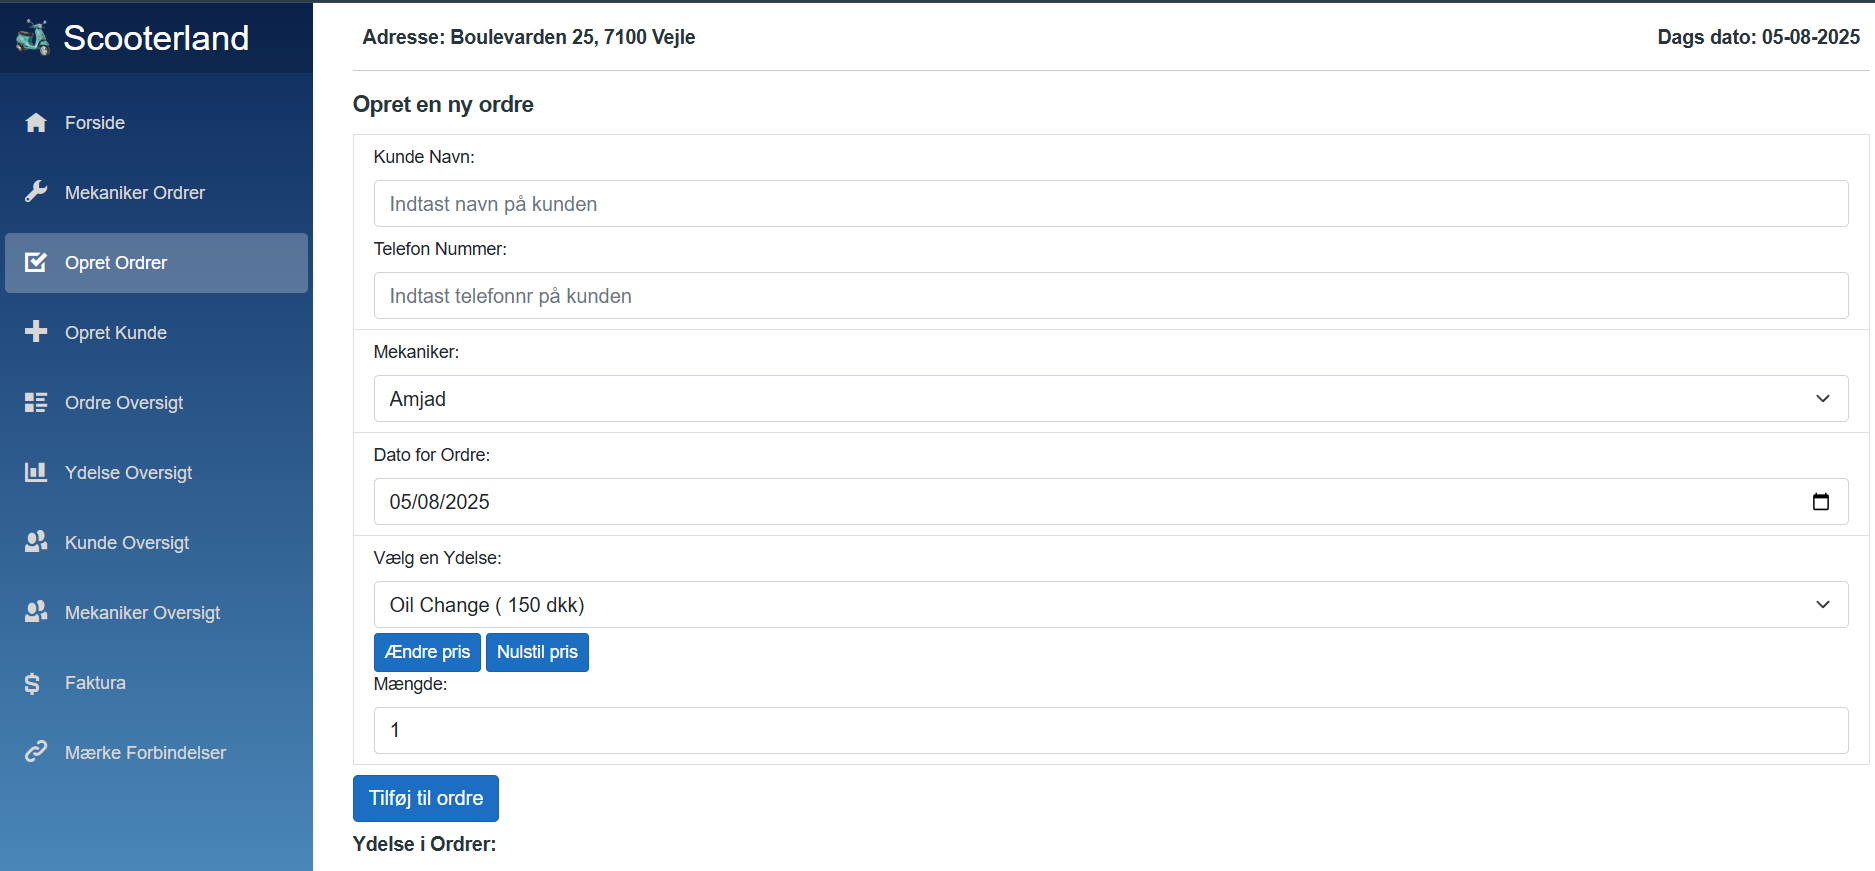 Scooterland
Adresse: Boulevarden 25, 7100 Vejle
Dags dato: 05-08-2025
Forside
Mekaniker Ordrer
Opret Ordrer
Opret Kunde
Ordre Oversigt
Ydelse Oversigt
Kunde Oversigt
Mekaniker Oversigt
Faktura
Mærke Forbindelser
Opret en ny ordre
Kunde Navn:
Indtast navn på kunden
Telefon Nummer:
Indtast telefonnr på kunden
Mekaniker:
Amjad
Dato for Ordre:
05/08/2025
Vælg en Ydelse:
Oil Change ( 150 dkk)
Ændre pris
Nulstil pris
Mængde:
1
Tilføj til ordre
Ydelse i Ordrer: